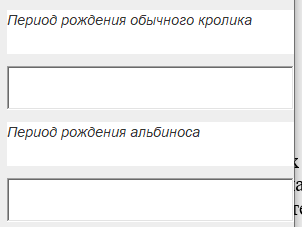 Период рождения обычного кролика
Период рождения альбиноса